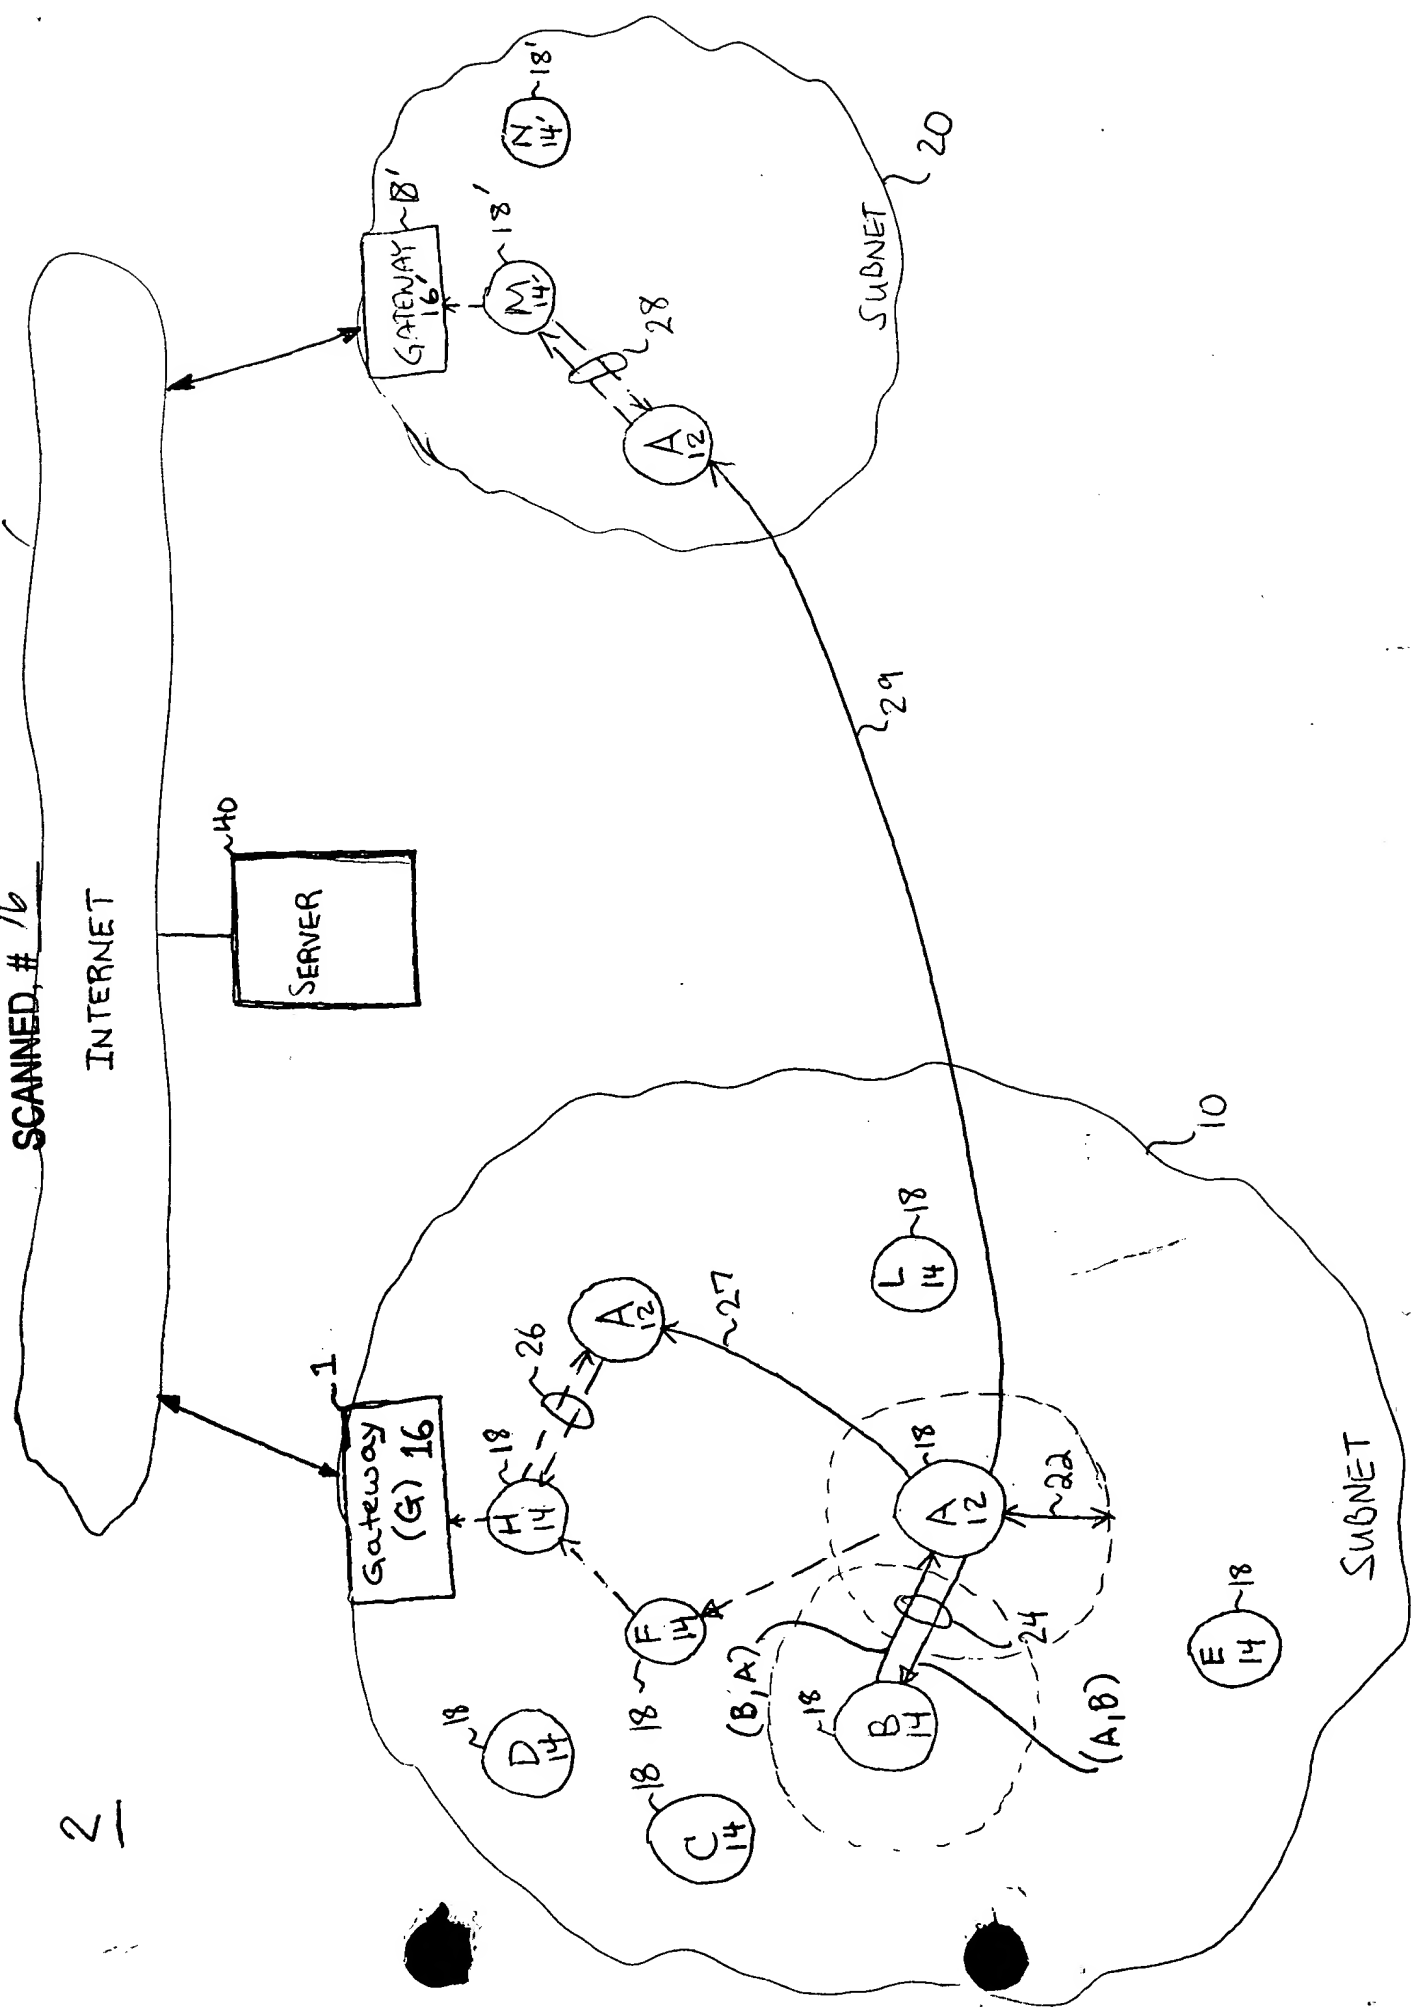 SCANNED, # 16
2
INTERNET
SERVER
40
Gateway
(G) 16
1
GATEWAY
16'
18'
M
14'
18'
N
14'
18'
A
12
28
SUBNET
20
29
D
14
18
C
14
18
F
14
18
H
14
18
26
A
12
27
L
14
18
(B,A)
B
14
18
A
12
18
22
24
(A,B)
E
14
18
SUBNET
10